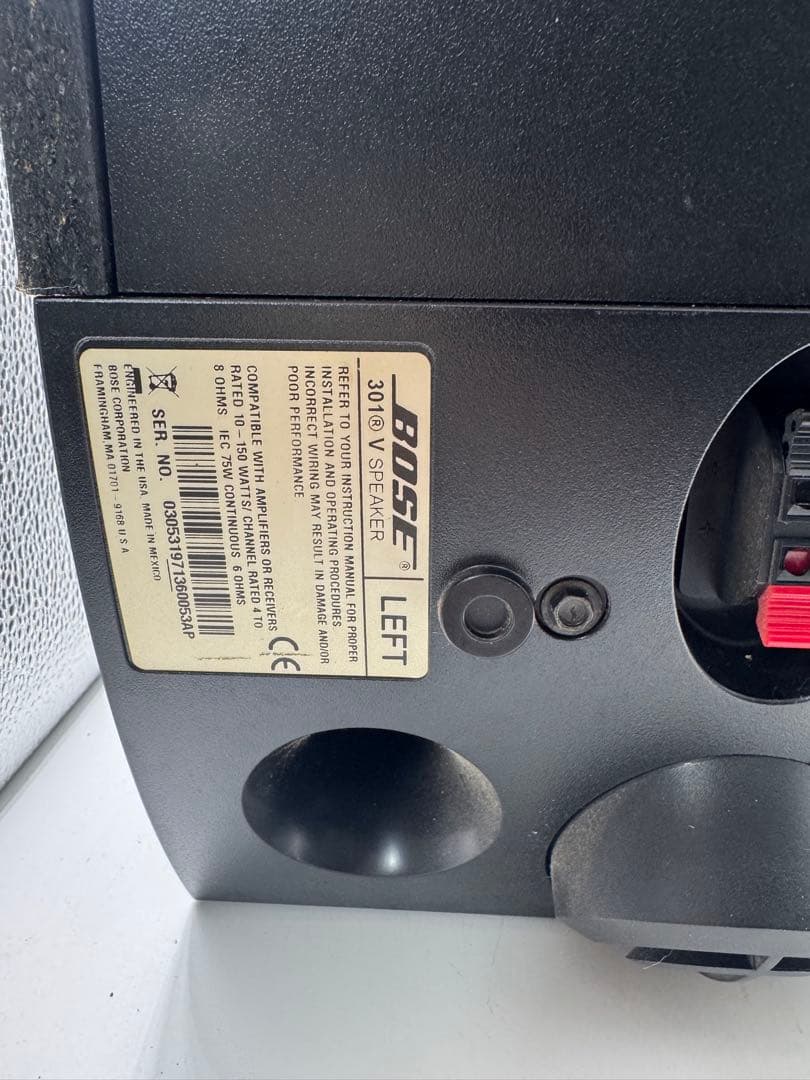 BOSE®
301® V SPEAKER
LEFT
REFER TO YOUR INSTRUCTION MANUAL FOR PROPER
INSTALLATION AND OPERATING PROCEDURES
INCORRECT WIRING MAY RESULT IN DAMAGE AND/OR
POOR PERFORMANCE
COMPATIBLE WITH AMPLIFIERS OR RECEIVERS
RATED 10 – 150 WATTS/ CHANNEL RATED 4 TO
8 OHMS IEC 75W CONTINUOUS 6 OHMS
CE
SER. NO. 030531971360053AP
ENGINEERED IN THE USA. MADE IN MEXICO
BOSE CORPORATION
FRAMINGHAM, MA 01701 - 9168 U S A